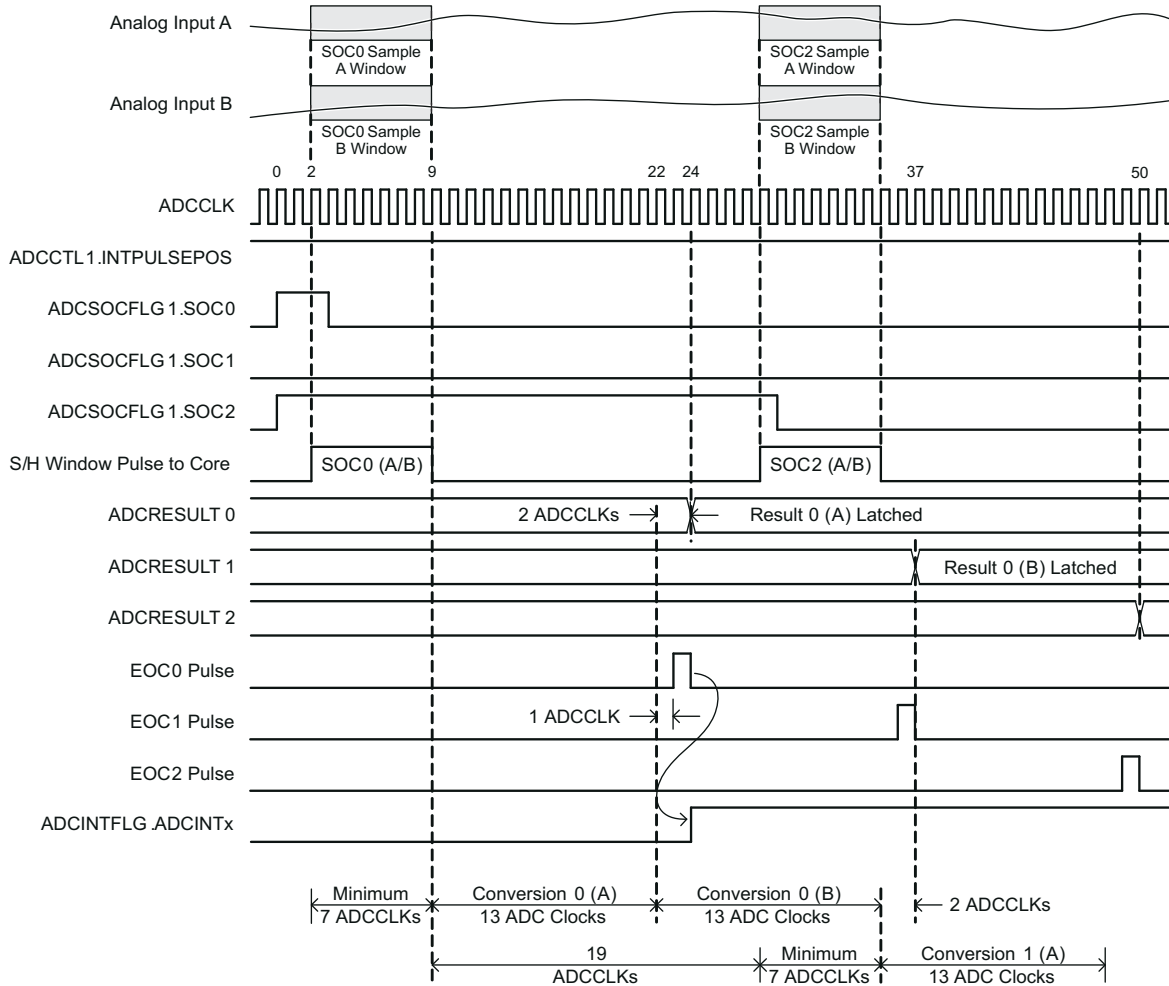 Analog Input A
SOC0 Sample
A Window
SOC2 Sample
A Window
Analog Input B
SOC0 Sample
B Window
SOC2 Sample
B Window
0 2 9 22 24 37 50
ADCCLK
ADCCTL1.INTPULSEPOS
ADCSOCFLG1.SOC0
ADCSOCFLG1.SOC1
ADCSOCFLG1.SOC2
S/H Window Pulse to Core
SOC0 (A/B)
SOC2 (A/B)
ADCRESULT 0
2 ADCCLKs
Result 0 (A) Latched
ADCRESULT 1
Result 0 (B) Latched
ADCRESULT 2
EOC0 Pulse
EOC1 Pulse
1 ADCCLK
EOC2 Pulse
ADCINTFLG.ADCINTx
Minimum
7 ADCCLKs
Conversion 0 (A)
13 ADC Clocks
Conversion 0 (B)
13 ADC Clocks
2 ADCCLKs
19
ADCCLKs
Minimum
7 ADCCLKs
Conversion 1 (A)
13 ADC Clocks